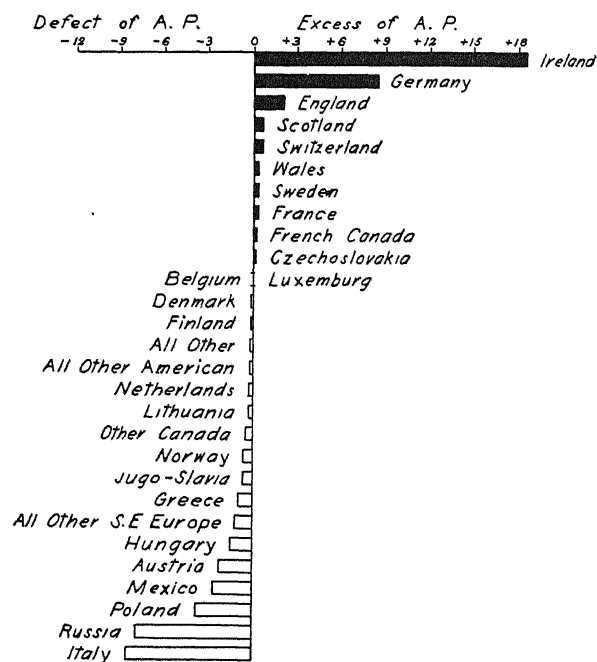 Defect of A. P. Excess of A. P.
-12 -9 -6 -3 0 +3 +6 +9 +12 +15 +18
Ireland
Germany
England
Scotland
Switzerland
Wales
Sweden
France
French Canada
Czechoslovakia
Belgium Luxemburg
Denmark
Finland
All Other
All Other American
Netherlands
Lithuania
Other Canada
Norway
Jugo-Slavia
Greece
All Other S.E Europe
Hungary
Austria
Mexico
Poland
Russia
Italy